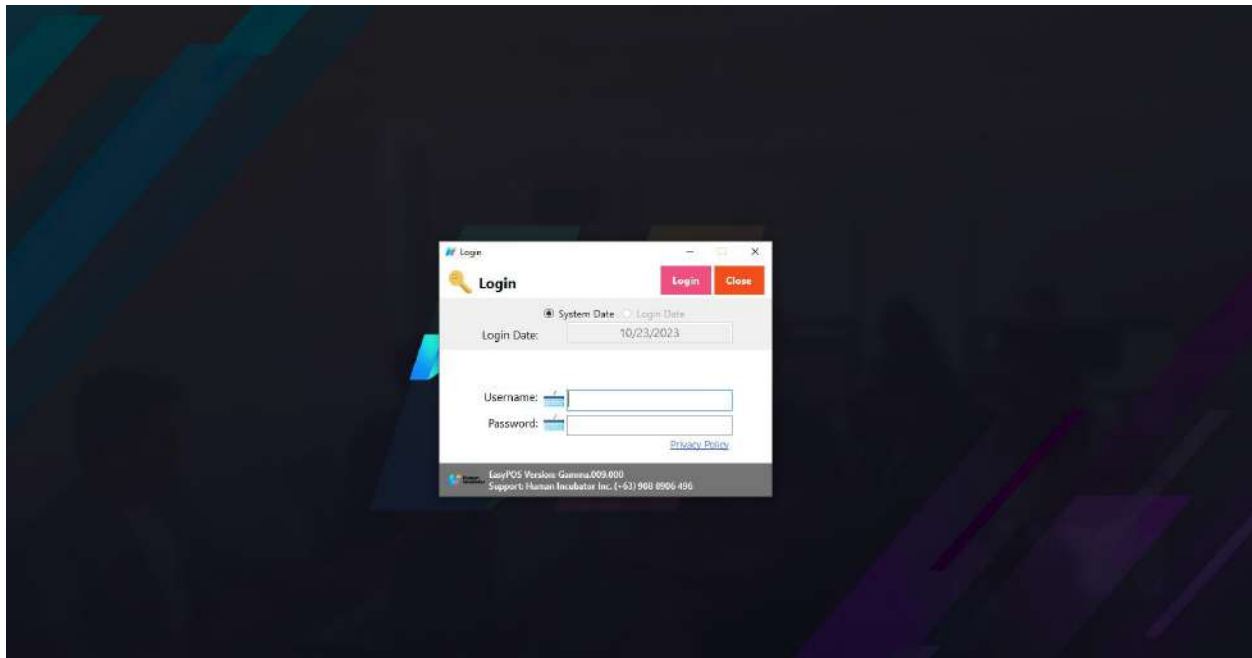 Login
Login
Login
Close
System Date
Login Date
Login Date:
10/23/2023
Username:
Password:
Privacy Policy
EasyPOS Version: Gamma.009.000
Support: Human Incubator Inc. (+63) 908 8906 496